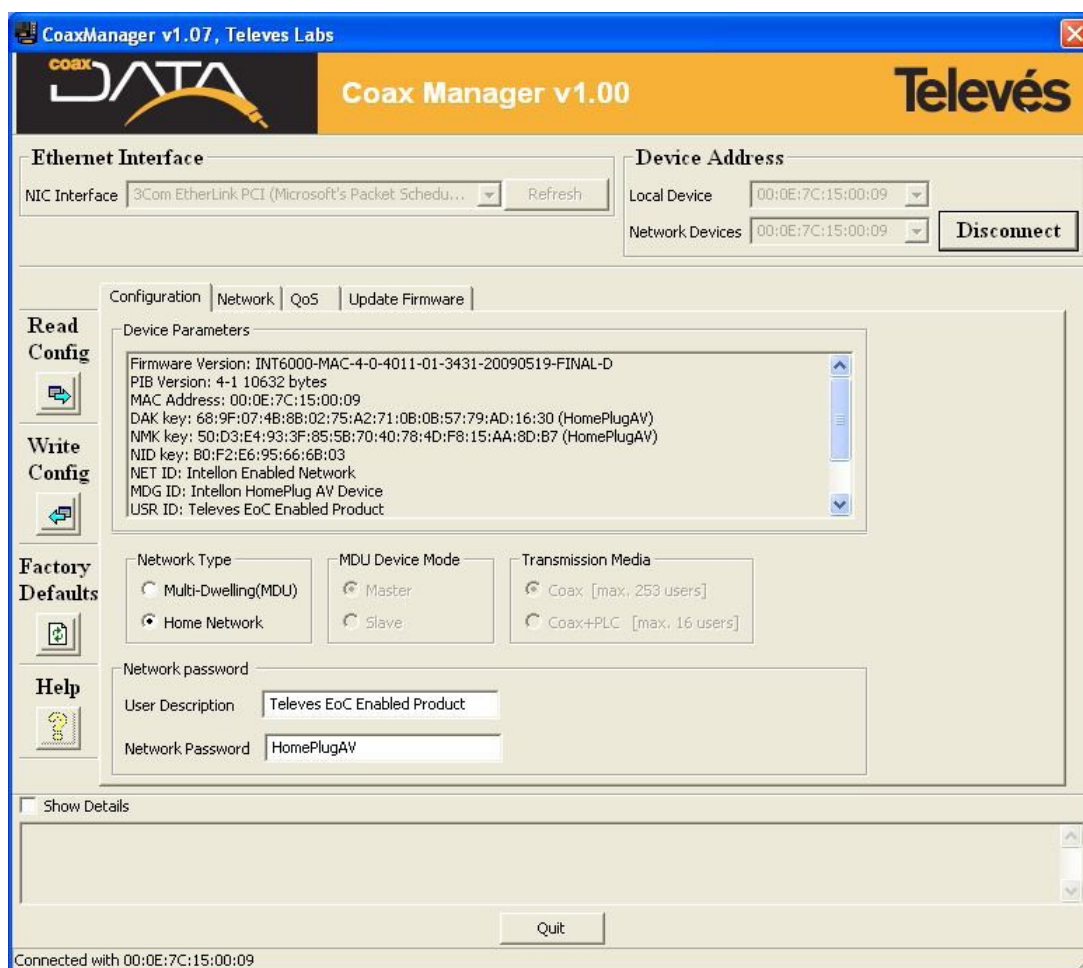 CoaxManager v1.07, Televes Labs
coax DATA
Coax Manager v1.00
Televés
Ethernet Interface
NIC Interface 3Com EtherLink PCI (Microsoft's Packet Schedu... Refresh
Device Address
Local Device 00:0E:7C:15:00:09
Network Devices 00:0E:7C:15:00:09 Disconnect
Configuration Network QoS Update Firmware
Read Config
Write Config
Factory Defaults
Help
Device Parameters
Firmware Version: INT6000-MAC-4-0-4011-01-3431-20090519-FINAL-D
PIB Version: 4-1 10632 bytes
MAC Address: 00:0E:7C:15:00:09
DAK key: 68:9F:07:4B:8B:02:75:A2:71:0B:0B:57:79:AD:16:30 (HomePlugAV)
NMK key: 50:D3:E4:93:3F:85:5B:70:40:78:4D:F8:15:AA:8D:B7 (HomePlugAV)
NID key: B0:F2:E6:95:66:6B:03
NET ID: Intellon Enabled Network
MDG ID: Intellon HomePlug AV Device
USR ID: Televes EoC Enabled Product
Network Type
Multi-Dwelling(MDU)
Home Network
MDU Device Mode
Master
Slave
Transmission Media
Coax [max. 253 users]
Coax+PLC [max. 16 users]
Network password
User Description Televes EoC Enabled Product
Network Password HomePlugAV
Show Details
Quit
Connected with 00:0E:7C:15:00:09